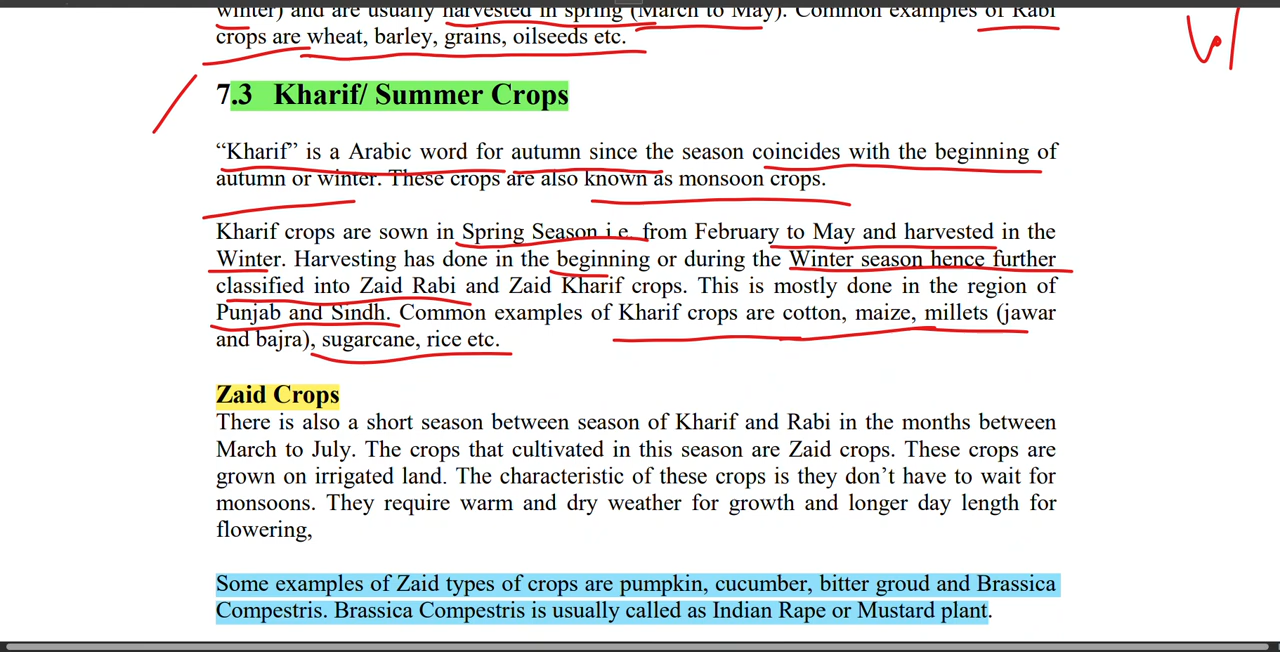 winter) and are usually harvested in spring (March to May). Common examples of Rabi
crops are wheat, barley, grains, oilseeds etc.
7.3 Kharif/ Summer Crops
“Kharif” is a Arabic word for autumn since the season coincides with the beginning of
autumn or winter. These crops are also known as monsoon crops.
Kharif crops are sown in Spring Season i.e. from February to May and harvested in the
Winter. Harvesting has done in the beginning or during the Winter season hence further
classified into Zaid Rabi and Zaid Kharif crops. This is mostly done in the region of
Punjab and Sindh. Common examples of Kharif crops are cotton, maize, millets (jawar
and bajra), sugarcane, rice etc.
Zaid Crops
There is also a short season between season of Kharif and Rabi in the months between
March to July. The crops that cultivated in this season are Zaid crops. These crops are
grown on irrigated land. The characteristic of these crops is they don’t have to wait for
monsoons. They require warm and dry weather for growth and longer day length for
flowering,
Some examples of Zaid types of crops are pumpkin, cucumber, bitter groud and Brassica
Compestris. Brassica Compestris is usually called as Indian Rape or Mustard plant.